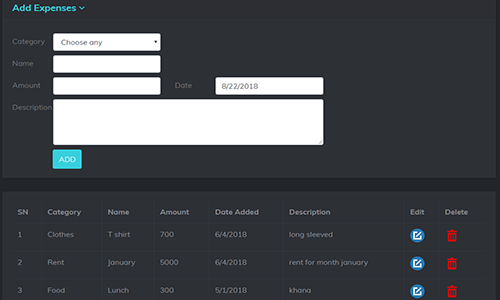 Add Expenses
Category Choose any
Name
Amount Date 8/22/2018
Description
ADD
SN Category Name Amount Date Added Description Edit Delete
1 Clothes T shirt 700 6/4/2018 long sleeved
2 Rent January 5000 6/4/2018 rent for month january
3 Food Lunch 300 5/1/2018 khana